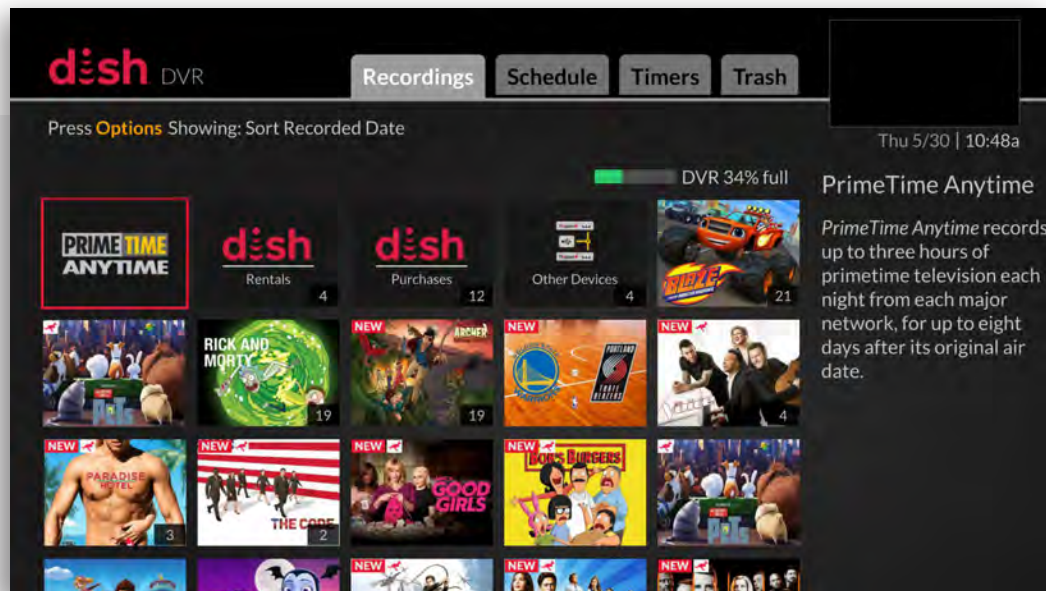 dish DVR
Recordings
Schedule
Timers
Trash
Press Options Showing: Sort Recorded Date
Thu 5/30 | 10:48a
DVR 34% full
PrimeTime Anytime
PrimeTime Anytime records
up to three hours of
primetime television each
night from each major
network, for up to eight
days after its original air
date.
PRIME TIME
ANYTIME
dish
Rentals
4
dish
Purchases
12
Other Devices
4
BLAZE
21
PETS
RICK AND
MORTY
19
NEW
ARCHER
19
NEW
WARRIORS
PORTLAND
TRAIL
BLAZERS
NEW
4
NEW
PARADISE
HOTEL
3
NEW
THE CODE
2
NEW
GOOD
GIRLS
NEW
BOB'S BURGERS
PETS
NEW
NEW
NEW